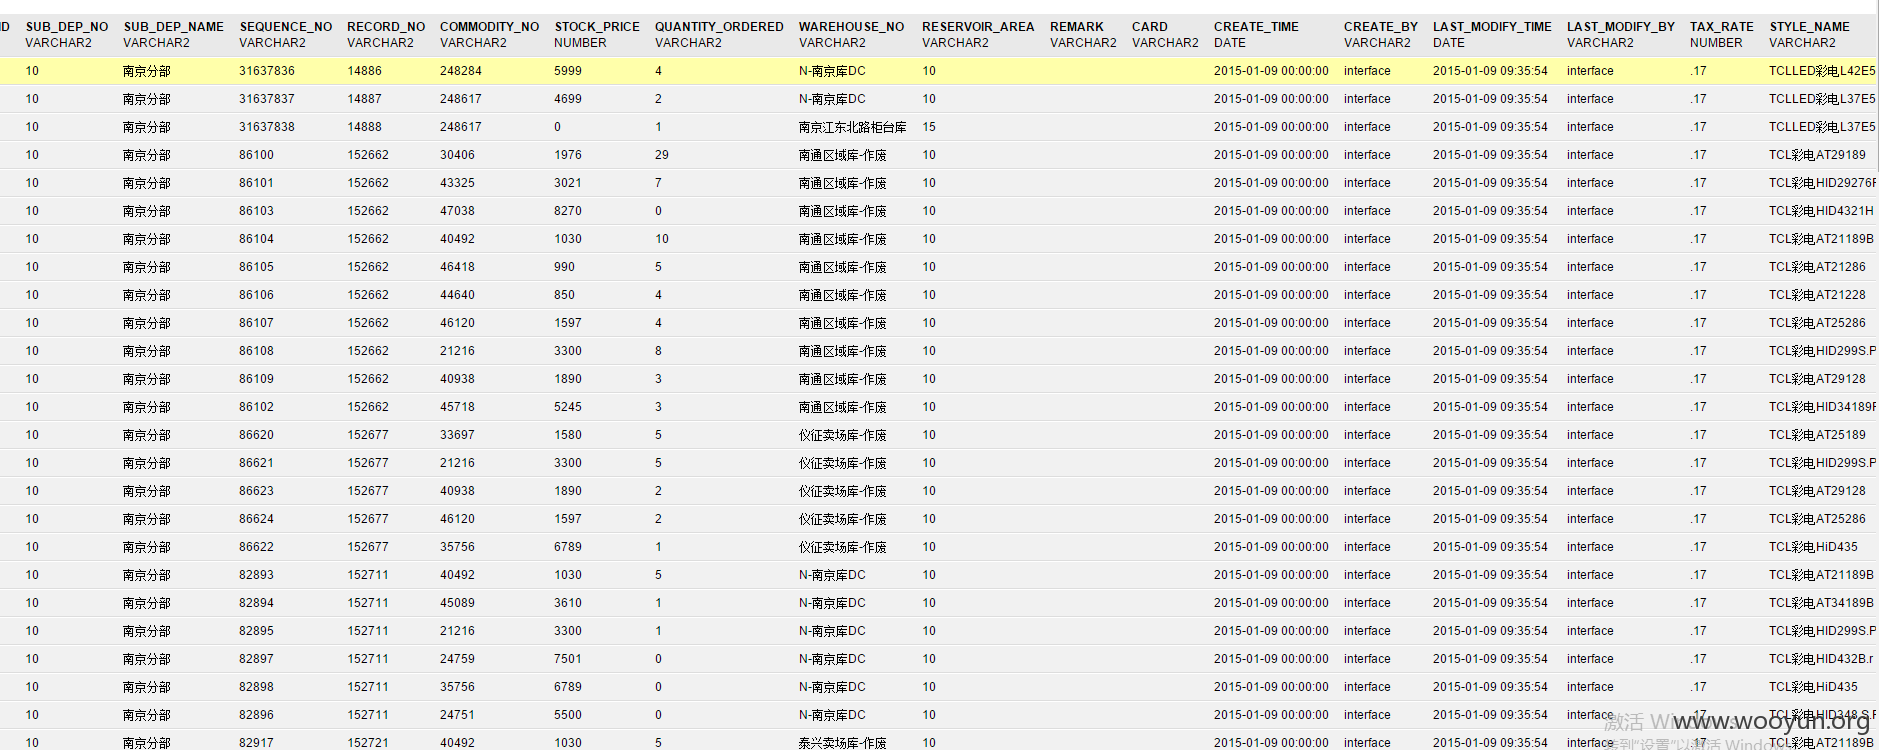 ID SUB_DEP_NO SUB_DEP_NAME SEQUENCE_NO RECORD_NO COMMODITY_NO STOCK_PRICE QUANTITY_ORDERED WAREHOUSE_NO RESERVOIR_AREA REMARK CARD CREATE_TIME CREATE_BY LAST_MODIFY_TIME LAST_MODIFY_BY TAX_RATE STYLE_NAME
VARCHAR2 VARCHAR2 VARCHAR2 VARCHAR2 VARCHAR2 NUMBER VARCHAR2 VARCHAR2 VARCHAR2 VARCHAR2 VARCHAR2 DATE VARCHAR2 DATE VARCHAR2 NUMBER VARCHAR2
10 南京分部 31637836 14886 248284 5999 4 N-南京库DC 10 2015-01-09 00:00:00 interface 2015-01-09 09:35:54 interface .17 TCLLED彩电L42E5
10 南京分部 31637837 14887 248617 4699 2 N-南京库DC 10 2015-01-09 00:00:00 interface 2015-01-09 09:35:54 interface .17 TCLLED彩电L37E5
10 南京分部 31637838 14888 248617 0 1 南京江东北路柜台库 15 2015-01-09 00:00:00 interface 2015-01-09 09:35:54 interface .17 TCLLED彩电L37E5
10 南京分部 86100 152662 30406 1976 29 南通区域库-作废 10 2015-01-09 00:00:00 interface 2015-01-09 09:35:54 interface .17 TCL彩电AT29189
10 南京分部 86101 152662 43325 3021 7 南通区域库-作废 10 2015-01-09 00:00:00 interface 2015-01-09 09:35:54 interface .17 TCL彩电HID29276F
10 南京分部 86103 152662 47038 8270 0 南通区域库-作废 10 2015-01-09 00:00:00 interface 2015-01-09 09:35:54 interface .17 TCL彩电HID4321H
10 南京分部 86104 152662 40492 1030 10 南通区域库-作废 10 2015-01-09 00:00:00 interface 2015-01-09 09:35:54 interface .17 TCL彩电AT21189B
10 南京分部 86105 152662 46418 990 5 南通区域库-作废 10 2015-01-09 00:00:00 interface 2015-01-09 09:35:54 interface .17 TCL彩电AT21286
10 南京分部 86106 152662 44640 850 4 南通区域库-作废 10 2015-01-09 00:00:00 interface 2015-01-09 09:35:54 interface .17 TCL彩电AT21228
10 南京分部 86107 152662 46120 1597 4 南通区域库-作废 10 2015-01-09 00:00:00 interface 2015-01-09 09:35:54 interface .17 TCL彩电AT25286
10 南京分部 86108 152662 21216 3300 8 南通区域库-作废 10 2015-01-09 00:00:00 interface 2015-01-09 09:35:54 interface .17 TCL彩电HID299S.P
10 南京分部 86109 152662 40938 1890 3 南通区域库-作废 10 2015-01-09 00:00:00 interface 2015-01-09 09:35:54 interface .17 TCL彩电AT29128
10 南京分部 86102 152662 45718 5245 3 南通区域库-作废 10 2015-01-09 00:00:00 interface 2015-01-09 09:35:54 interface .17 TCL彩电HID34189F
10 南京分部 86620 152677 33697 1580 5 仪征卖场库-作废 10 2015-01-09 00:00:00 interface 2015-01-09 09:35:54 interface .17 TCL彩电AT25189
10 南京分部 86621 152677 21216 3300 5 仪征卖场库-作废 10 2015-01-09 00:00:00 interface 2015-01-09 09:35:54 interface .17 TCL彩电HID299S.P
10 南京分部 86623 152677 40938 1890 2 仪征卖场库-作废 10 2015-01-09 00:00:00 interface 2015-01-09 09:35:54 interface .17 TCL彩电AT29128
10 南京分部 86624 152677 46120 1597 2 仪征卖场库-作废 10 2015-01-09 00:00:00 interface 2015-01-09 09:35:54 interface .17 TCL彩电AT25286
10 南京分部 86622 152677 35756 6789 1 仪征卖场库-作废 10 2015-01-09 00:00:00 interface 2015-01-09 09:35:54 interface .17 TCL彩电HiD435
10 南京分部 82893 152711 40492 1030 5 N-南京库DC 10 2015-01-09 00:00:00 interface 2015-01-09 09:35:54 interface .17 TCL彩电AT21189B
10 南京分部 82894 152711 45089 3610 1 N-南京库DC 10 2015-01-09 00:00:00 interface 2015-01-09 09:35:54 interface .17 TCL彩电AT34189B
10 南京分部 82895 152711 21216 3300 1 N-南京库DC 10 2015-01-09 00:00:00 interface 2015-01-09 09:35:54 interface .17 TCL彩电HID299S.P
10 南京分部 82897 152711 24759 7501 0 N-南京库DC 10 2015-01-09 00:00:00 interface 2015-01-09 09:35:54 interface .17 TCL彩电HID432B.r
10 南京分部 82898 152711 35756 6789 0 N-南京库DC 10 2015-01-09 00:00:00 interface 2015-01-09 09:35:54 interface .17 TCL彩电HiD435
10 南京分部 82896 152711 24751 5500 0 N-南京库DC 10 2015-01-09 00:00:00 interface 2015-01-09 09:35:54 interface .17 TCL彩电HID348.S.F
激活 Windows
www.wooyun.org
10 南京分部 82917 152721 40492 1030 5 泰兴卖场库-作废 10 2015-01-09 00:00:00 interface 2015-01-09 09:35:54 interface .17 TCL彩电AT21189B
转到"设置"以激活 Windows